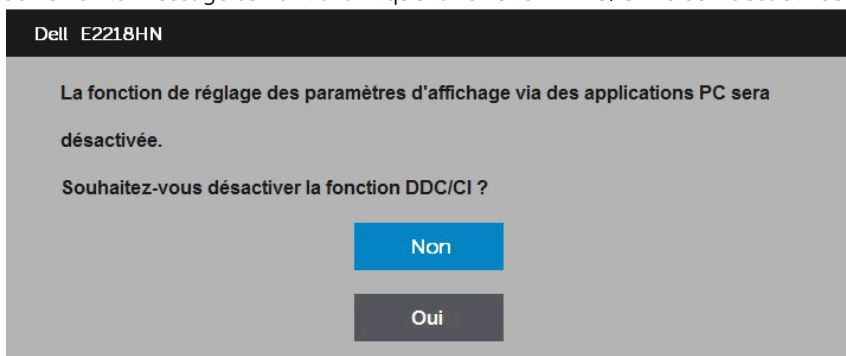 Dell E2218HN
La fonction de réglage des paramètres d'affichage via des applications PC sera
désactivée.
Souhaitez-vous désactiver la fonction DDC/CI ?
Non
Oui